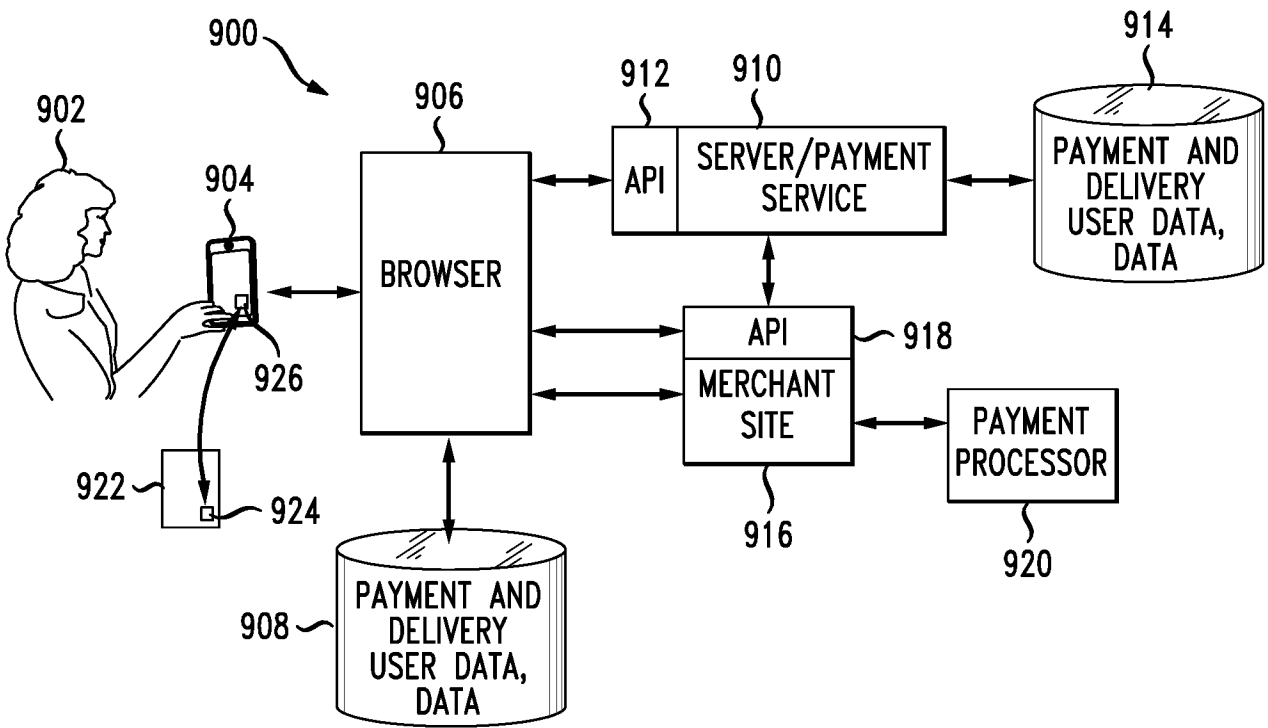 900
902
904
906
BROWSER
912
910
914
API
SERVER/PAYMENT
SERVICE
PAYMENT AND
DELIVERY
USER DATA,
DATA
926
API
918
MERCHANT
SITE
916
PAYMENT
PROCESSOR
920
922
924
908
PAYMENT AND
DELIVERY
USER DATA,
DATA